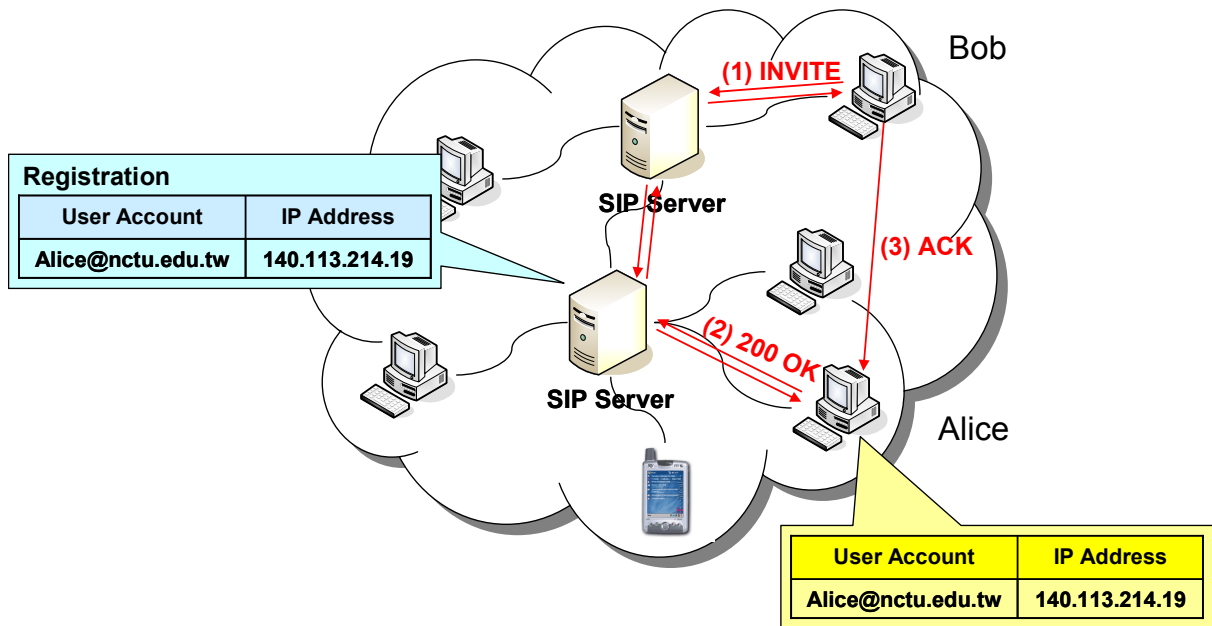 Bob
(1) INVITE
SIP Server
Registration
User Account IP Address
Alice@nctu.edu.tw 140.113.214.19
(3) ACK
(2) 200 OK
SIP Server
Alice
User Account IP Address
Alice@nctu.edu.tw 140.113.214.19